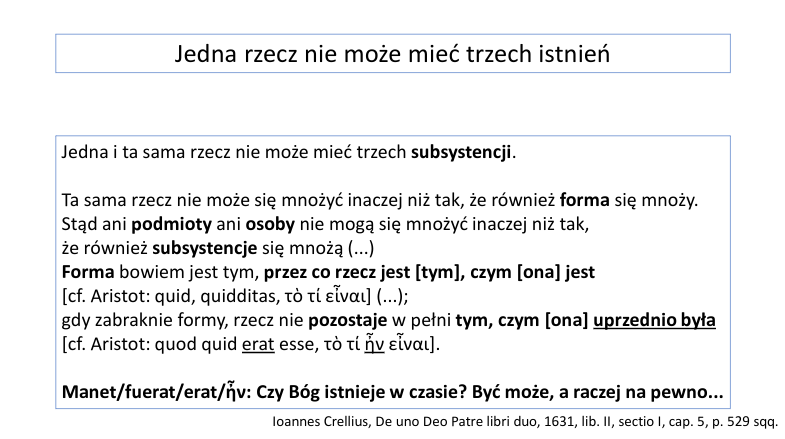 Jedna rzecz nie może mieć trzech istnień
Jedna i ta sama rzecz nie może mieć trzech subsystencji.
Ta sama rzecz nie może się mnożyć inaczej niż tak, że również forma się mnoży.
Stąd ani podmioty ani osoby nie mogą się mnożyć inaczej niż tak,
że również subsystencje się mnożą (...)
Forma bowiem jest tym, przez co rzecz jest [tym], czym [ona] jest
[cf. Aristot: quid, quidditas, τὸ τί εἶναι] (...);
gdy zabraknie formy, rzecz nie pozostaje w pełni tym, czym [ona] uprzednio była
[cf. Aristot: quod quid erat esse, τὸ τί ἦν εἶναι].
Manet/fuerat/erat/ἦν: Czy Bóg istnieje w czasie? Być może, a raczej na pewno...
Ioannes Crellius, De uno Deo Patre libri duo, 1631, lib. II, sectio I, cap. 5, p. 529 sqq.